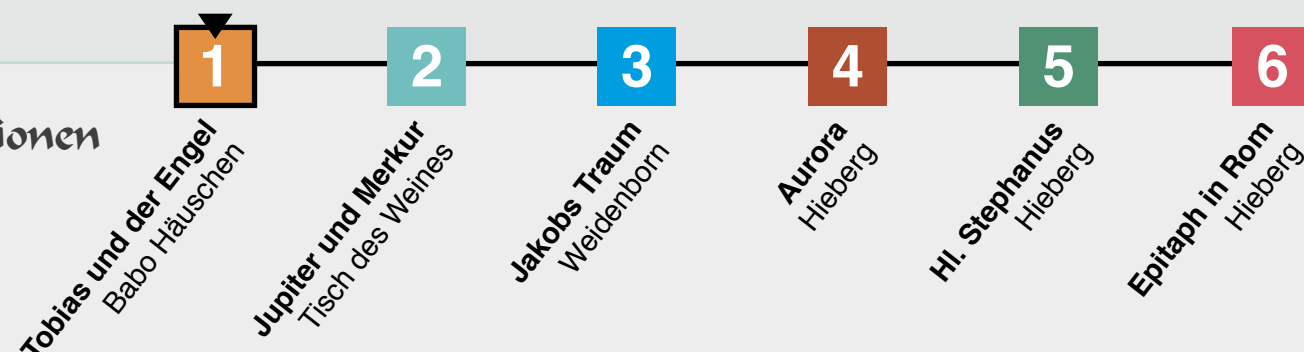 1
2
3
4
5
6
Tobias und der Engel
Babo Häuschen
Jupiter und Merkur
Tisch des Weines
Jakobs Traum
Weidenborn
Aurora
Hieberg
Hl. Stephanus
Hieberg
Epitaph in Rom
Hieberg